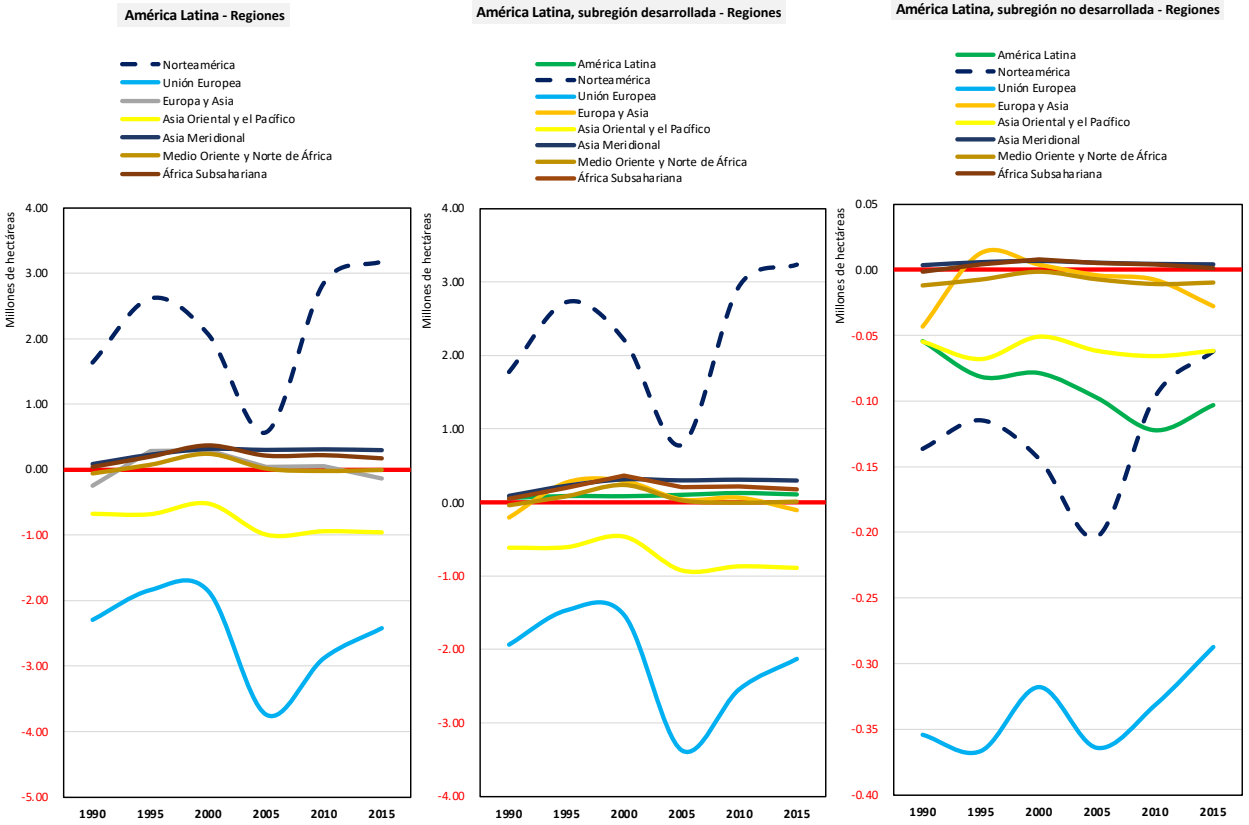 América Latina - Regiones
Norteamérica
Unión Europea
Europa y Asia
Asia Oriental y el Pacífico
Asia Meridional
Medio Oriente y Norte de África
África Subsahariana
Millones de hectáreas
4.00
3.00
2.00
1.00
0.00
-1.00
-2.00
-3.00
-4.00
-5.00
1990 1995 2000 2005 2010 2015
América Latina, subregión desarrollada - Regiones
América Latina
Norteamérica
Unión Europea
Europa y Asia
Asia Oriental y el Pacífico
Asia Meridional
Medio Oriente y Norte de África
África Subsahariana
Millones de hectáreas
4.00
3.00
2.00
1.00
0.00
-1.00
-2.00
-3.00
-4.00
1990 1995 2000 2005 2010 2015
América Latina, subregión no desarrollada - Regiones
América Latina
Norteamérica
Unión Europea
Europa y Asia
Asia Oriental y el Pacífico
Asia Meridional
Medio Oriente y Norte de África
África Subsahariana
Millones de hectáreas
0.05
0.00
-0.05
-0.10
-0.15
-0.20
-0.25
-0.30
-0.35
-0.40
1990 1995 2000 2005 2010 2015